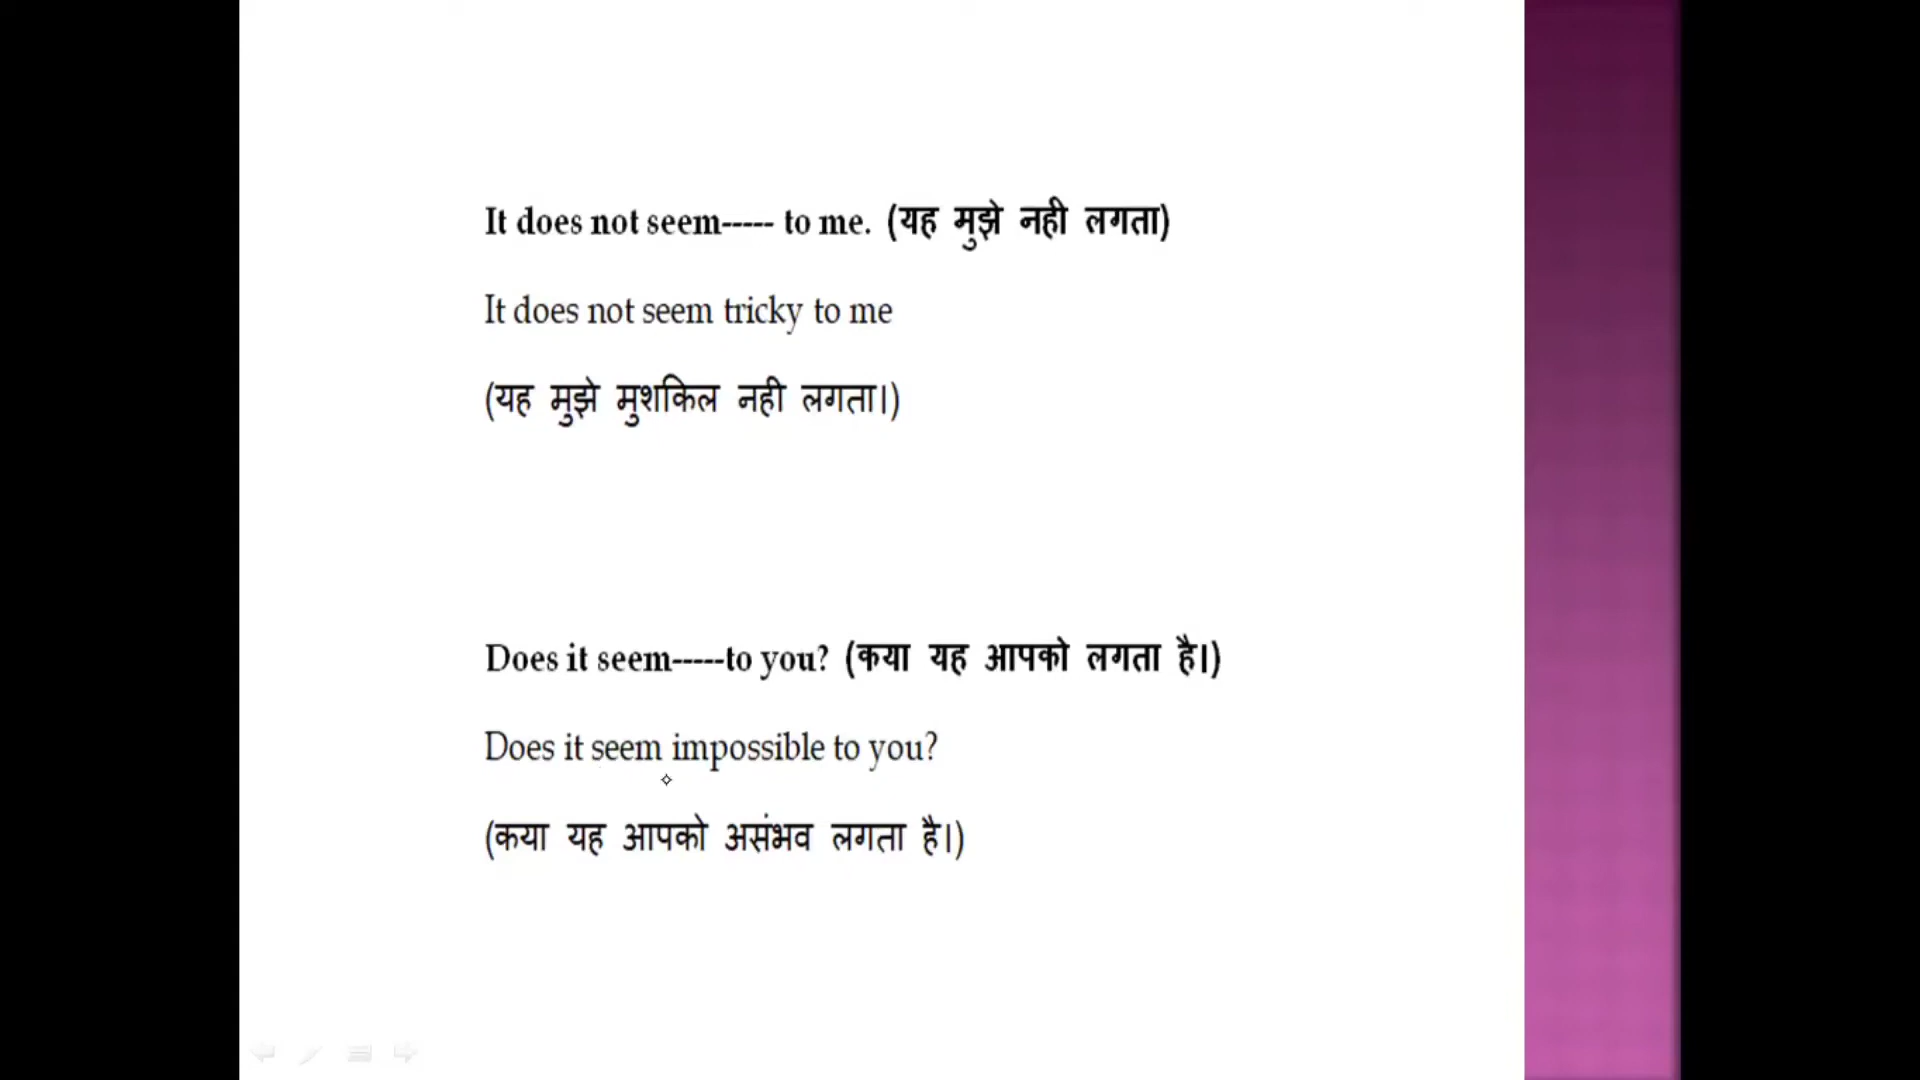 It does not seem----- to me. (यह मुझे नही लगता)
It does not seem tricky to me
(यह मुझे मुशकिल नही लगता।)
Does it seem-----to you? (कया यह आपको लगता है।)
Does it seem impossible to you?
(कया यह आपको असंभव लगता है।)